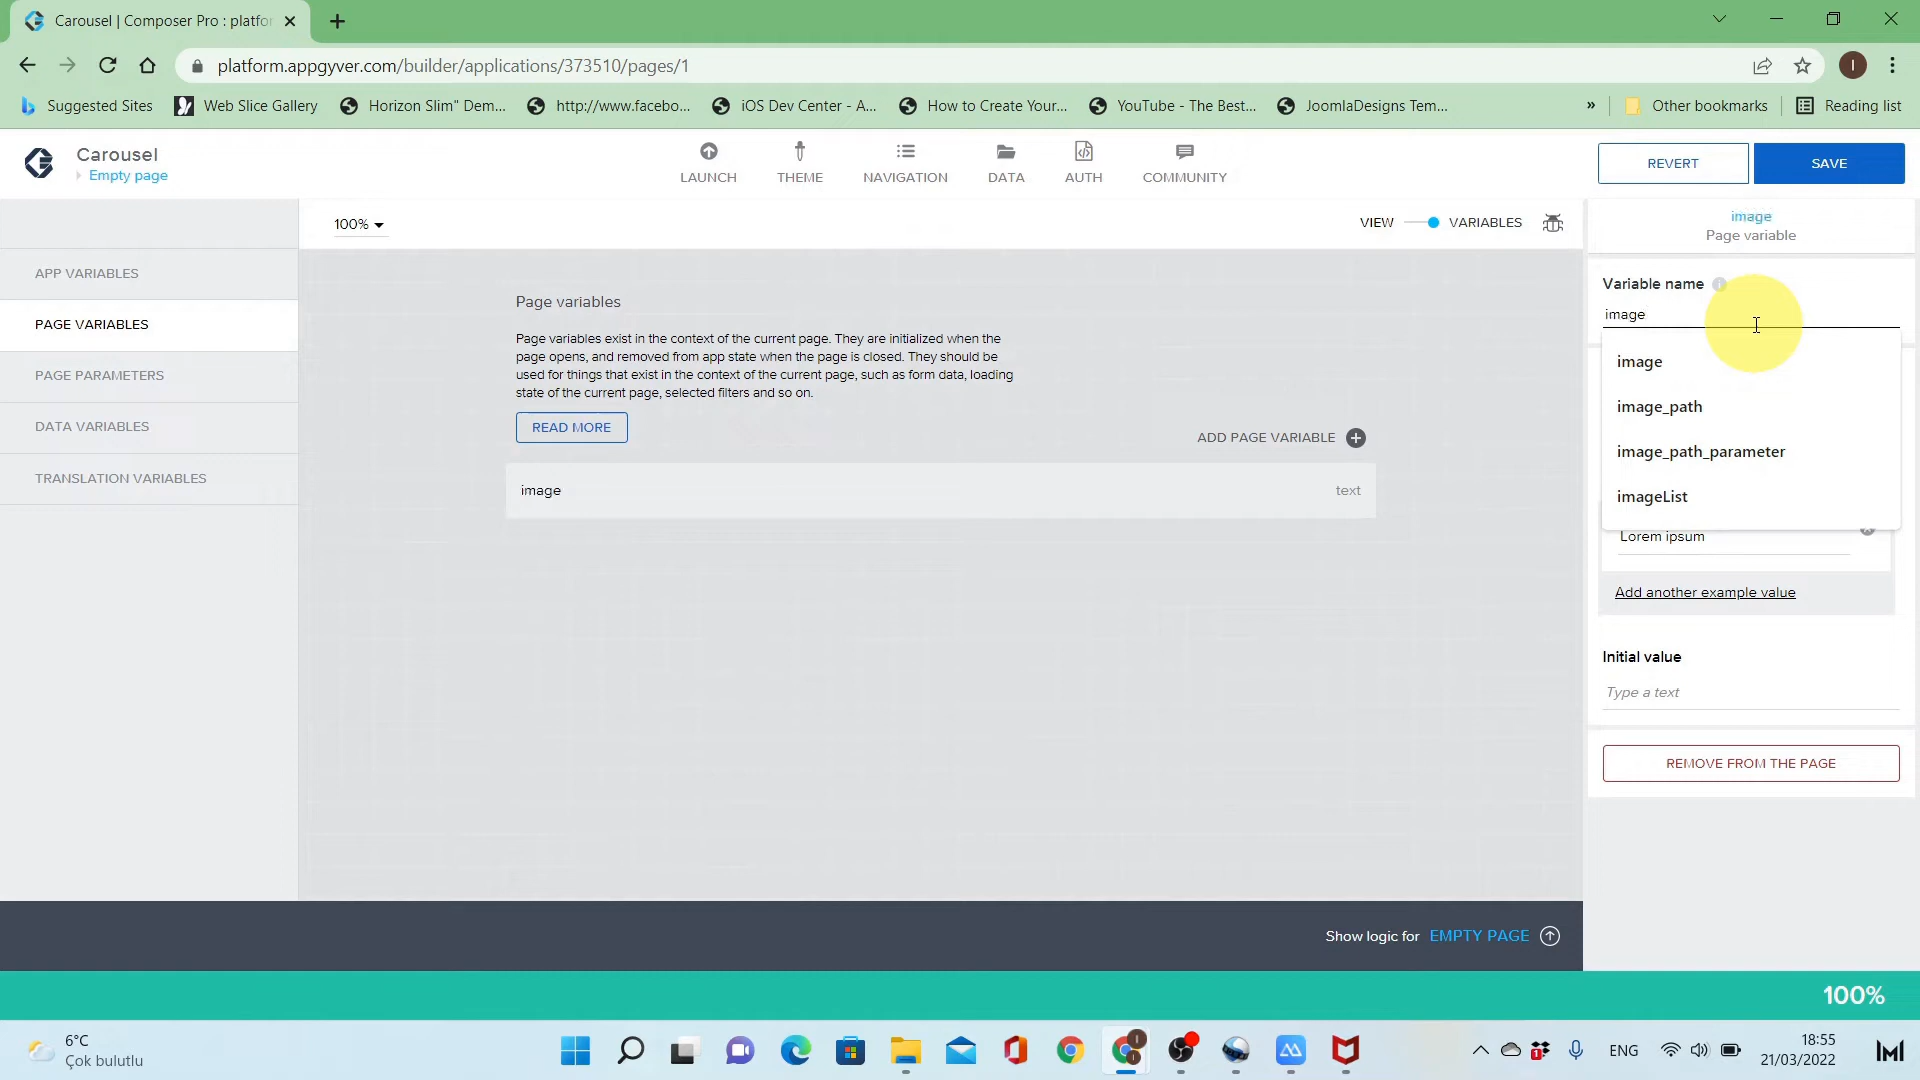 Carousel | Composer Pro : platfo
platform.appgyver.com/builder/applications/373510/pages/1
I
Suggested Sites
Web Slice Gallery
Horizon Slim" Dem...
http://www.facebo...
iOS Dev Center - A...
How to Create Your...
YouTube - The Best...
JoomlaDesigns Tem...
»
Other bookmarks
Reading list
Carousel
Empty page
LAUNCH
THEME
NAVIGATION
DATA
AUTH
COMMUNITY
REVERT
SAVE
100%
VIEW
VARIABLES
image
Page variable
APP VARIABLES
PAGE VARIABLES
PAGE PARAMETERS
DATA VARIABLES
TRANSLATION VARIABLES
Page variables
Page variables exist in the context of the current page. They are initialized when the
page opens, and removed from app state when the page is closed. They should be
used for things that exist in the context of the current page, such as form data, loading
state of the current page, selected filters and so on.
READ MORE
ADD PAGE VARIABLE
image
text
Variable name
image
image
image_path
image_path_parameter
imageList
Lorem ipsum
Add another example value
Initial value
Type a text
REMOVE FROM THE PAGE
Show logic for EMPTY PAGE
100%
6°C
Çok bulutlu
I
1
ENG
18:55
21/03/2022